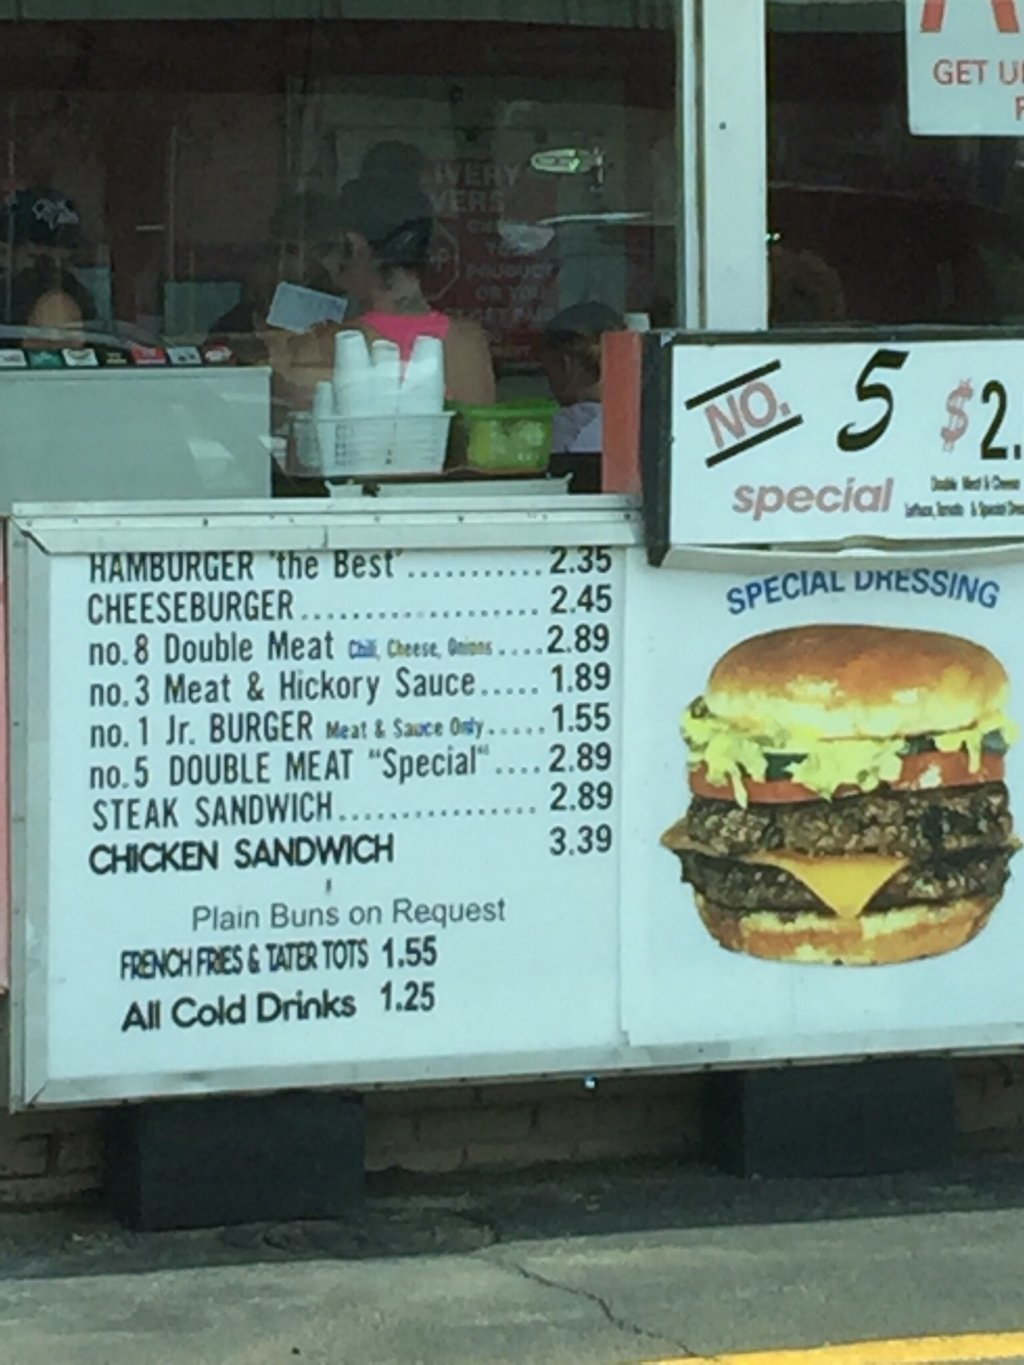 GET
NO. 5 $2.
special
Double Meat & Cheese
HAMBURGER "the Best" ........... 2.35
CHEESEBURGER .................... 2.45
no. 8 Double Meat Chili, Cheese, Onions .... 2.89
no. 3 Meat & Hickory Sauce ..... 1.89
no. 1 Jr. BURGER Meat & Sauce Only ..... 1.55
no. 5 DOUBLE MEAT "Special" .... 2.89
STEAK SANDWICH ................ 2.89
CHICKEN SANDWICH 3.39
Plain Buns on Request
FRENCH FRIES & TATER TOTS 1.55
All Cold Drinks 1.25
SPECIAL DRESSING